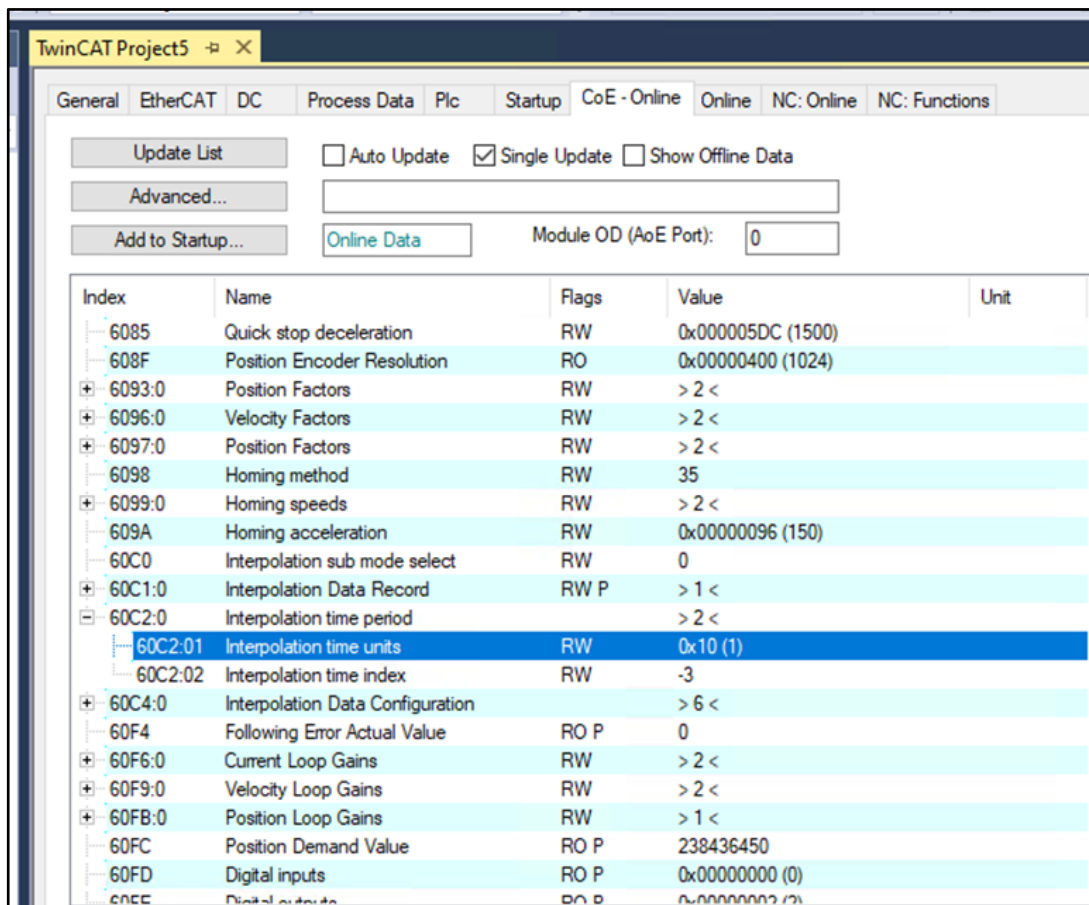 TwinCAT Project5
General EtherCAT DC Process Data Plc Startup CoE - Online Online NC: Online NC: Functions
Update List Auto Update Single Update Show Offline Data
Advanced...
Add to Startup... Online Data Module OD (AoE Port): 0
Index Name Flags Value Unit
6085 Quick stop deceleration RW 0x000005DC (1500)
608F Position Encoder Resolution RO 0x00000400 (1024)
6093:0 Position Factors RW > 2 <
6096:0 Velocity Factors RW > 2 <
6097:0 Position Factors RW > 2 <
6098 Homing method RW 35
6099:0 Homing speeds RW > 2 <
609A Homing acceleration RW 0x00000096 (150)
60C0 Interpolation sub mode select RW 0
60C1:0 Interpolation Data Record RW P > 1 <
60C2:0 Interpolation time period > 2 <
60C2:01 Interpolation time units RW 0x10 (1)
60C2:02 Interpolation time index RW -3
60C4:0 Interpolation Data Configuration > 6 <
60F4 Following Error Actual Value RO P 0
60F6:0 Current Loop Gains RW > 2 <
60F9:0 Velocity Loop Gains RW > 2 <
60FB:0 Position Loop Gains RW > 1 <
60FC Position Demand Value RO P 238436450
60FD Digital inputs RO P 0x00000000 (0)
60FE Digital outputs RO P 0x00000002 (2)